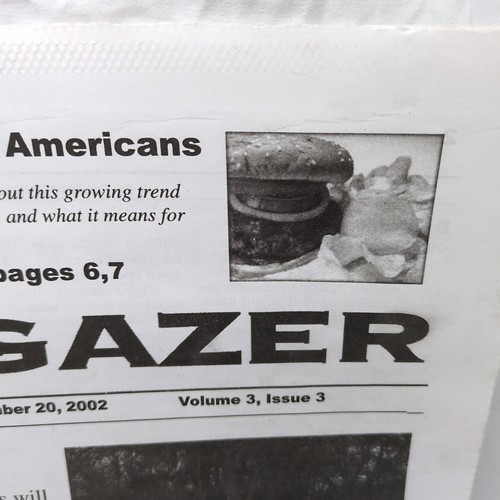 Americans
out this growing trend
and what it means for
pages 6,7
GAZER
ber 20, 2002
Volume 3, Issue 3
s will